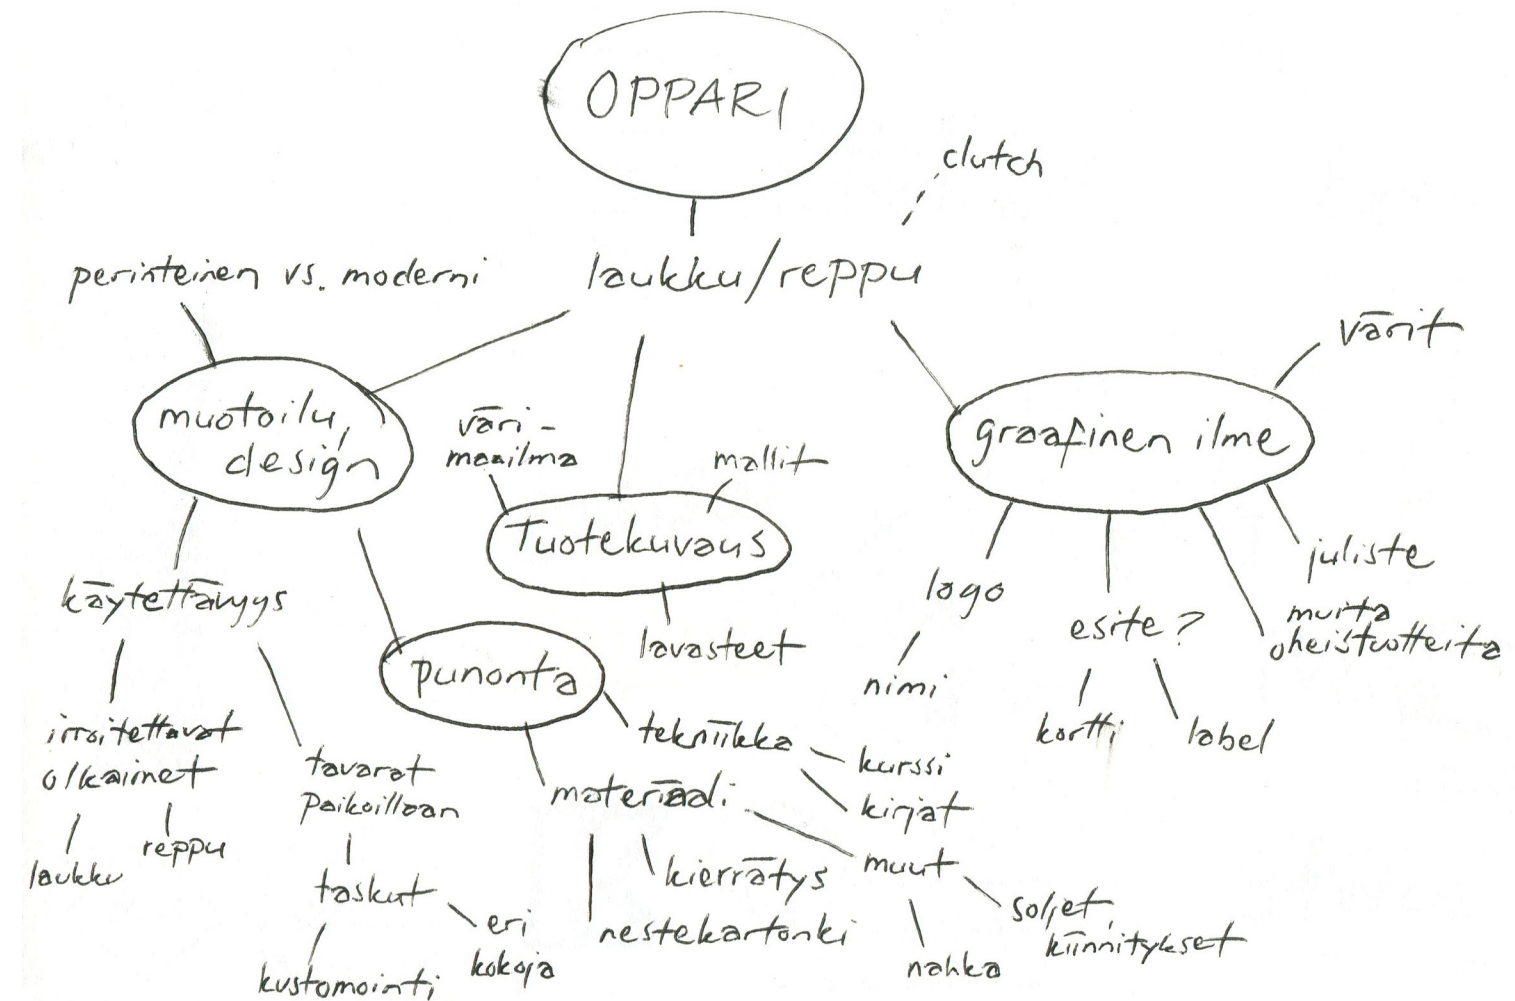 OPPARI
clutch
perinteinen vs. moderni
laukku/reppu
värit
muotoilu,
design
väri-
maailma
mallit
graafinen ilme
Tuotekuvaus
käytettävyys
lavasteet
logo
esite?
juliste
muita
oheistuotteita
punonta
nimi
kortti
label
irroitettavat
olkaimet
tavarat
paikoillaan
tekniikka
kurssi
kirjat
materiaali
laukku
reppu
taskut
kierrätys
muut
eri
kokoja
nestekartonki
soljet,
kiinnitykset
kustomointi
nahka